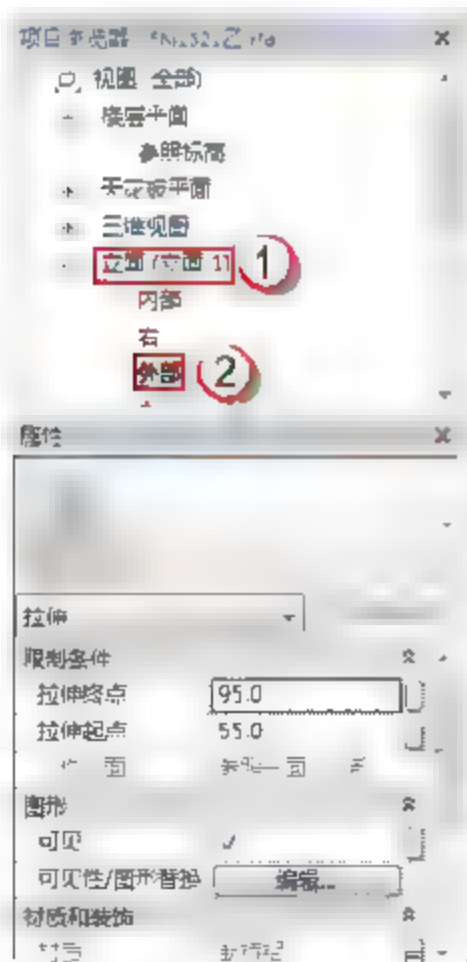 项目浏览器
视图 全部)
楼层平面
参照标高
天花板平面
三维视图
立面 (立面 1) 1
内部
右
外部 2
属性
拉伸
限制条件
拉伸终点 95.0
拉伸起点 55.0
图形
可见
可见性/图形替换 编辑...
材质和装饰